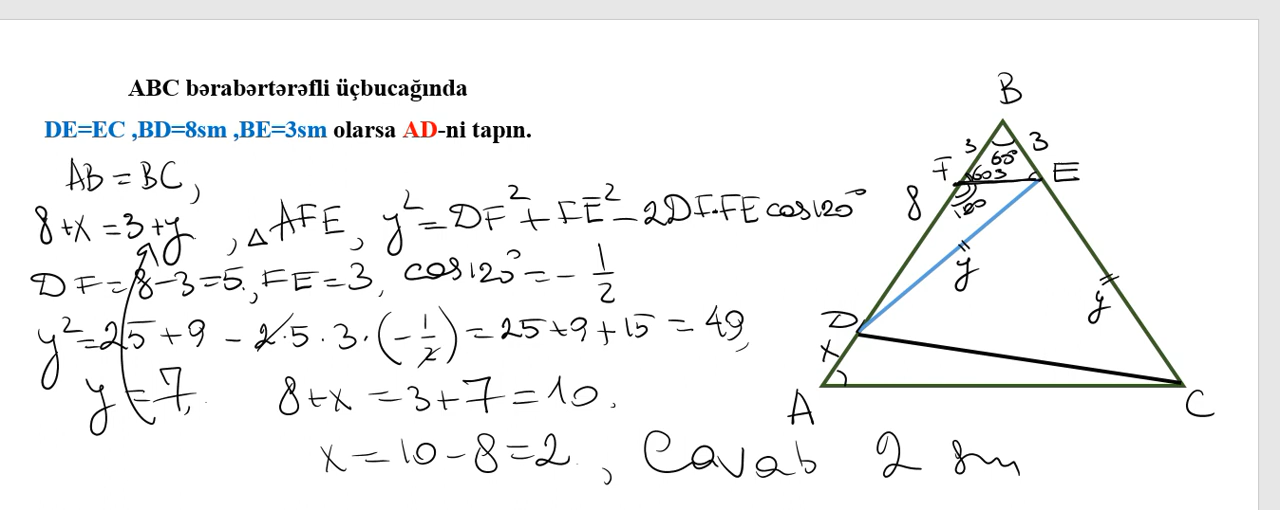 ABC bərabərtərəfli üçbucağında
DE=EC ,BD=8sm ,BE=3sm olarsa AD-ni tapın.
AB = BC,
8+x = 3+y , △ AFE, y² = DF² + FE² - 2DF·FE cos120°
DF = 8-3=5, FE = 3, cos120° = - 1/2
y² = 25 + 9 - 2·5·3·(-1/2) = 25+9+15 = 49,
y = 7, 8+x = 3+7 = 10.
x = 10-8=2, Cavab 2 sm
B
3 60° 3
F 60 3 E
8 120
y y
D
x
A C